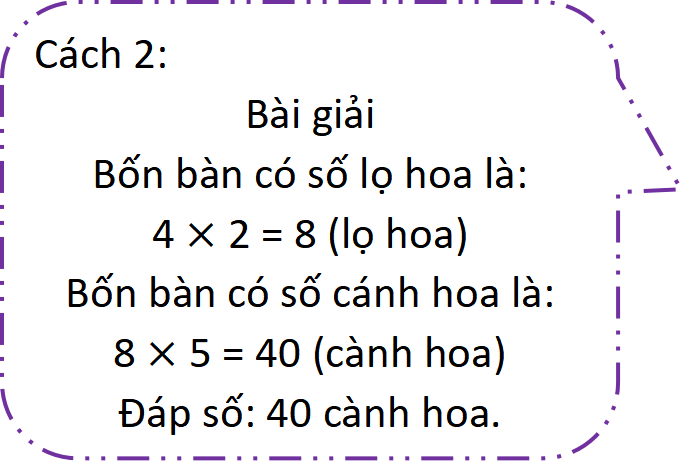 Cách 2:
Bài giải
Bốn bàn có số lọ hoa là:
4 × 2 = 8 (lọ hoa)
Bốn bàn có số cánh hoa là:
8 × 5 = 40 (cành hoa)
Đáp số: 40 cành hoa.